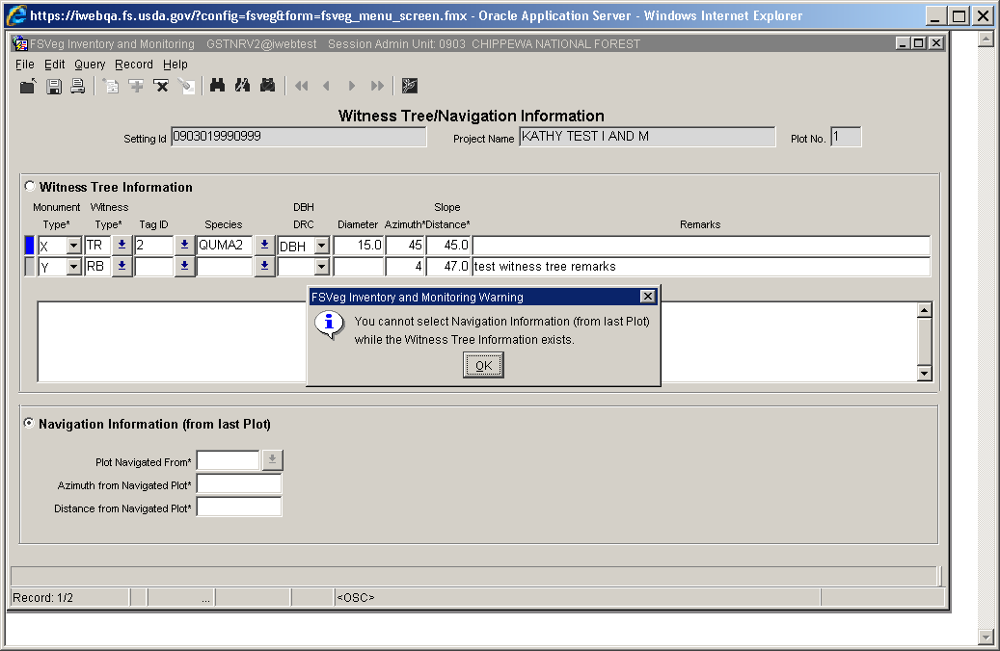 https://iwebqa.fs.usda.gov/?config=fsveg&form=fsveg_menu_screen.fmx - Oracle Application Server - Windows Internet Explorer
FSVeg Inventory and Monitoring GSTNRV2@iwebtest Session Admin Unit: 0903 CHIPPEWA NATIONAL FOREST
File Edit Query Record Help
Witness Tree/Navigation Information
Setting Id 0903019990999 Project Name KATHY TEST I AND M Plot No. 1
Witness Tree Information
Monument Witness DBH Slope
Type* Type* Tag ID Species DRC Diameter Azimuth* Distance* Remarks
X TR 2 QUMA2 DBH 15.0 45 45.0
Y RB 4 47.0 test witness tree remarks
FSVeg Inventory and Monitoring Warning
You cannot select Navigation Information (from last Plot)
while the Witness Tree Information exists.
OK
Navigation Information (from last Plot)
Plot Navigated From*
Azimuth from Navigated Plot*
Distance from Navigated Plot*
Record: 1/2 ... <OSC>